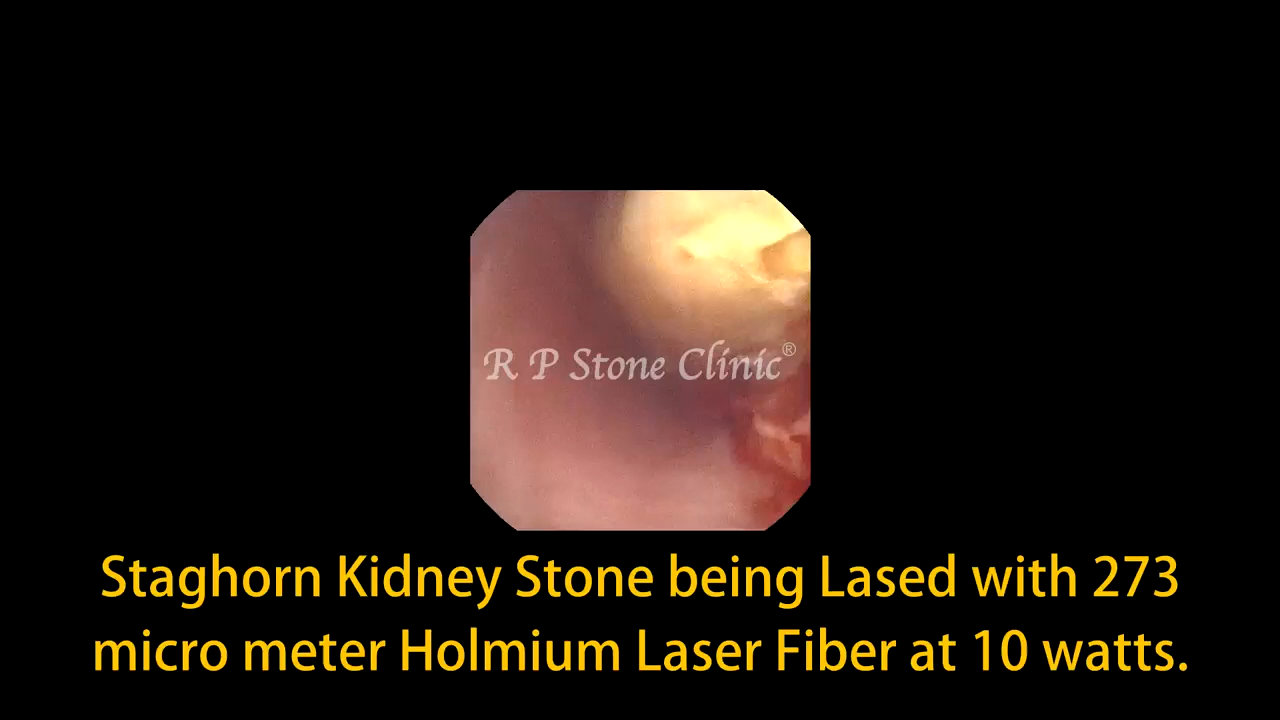 R P Stone Clinic®
Staghorn Kidney Stone being Lased with 273
micro meter Holmium Laser Fiber at 10 watts.